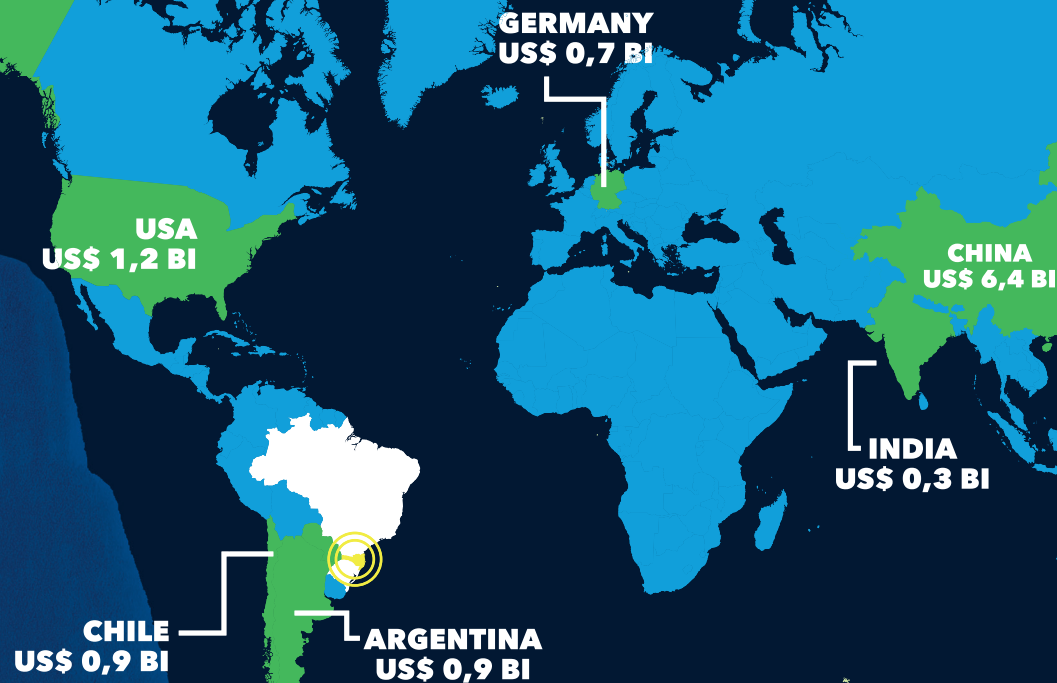 GERMANY
US$ 0,7 BI
USA
US$ 1,2 BI
CHINA
US$ 6,4 BI
INDIA
US$ 0,3 BI
CHILE
US$ 0,9 BI
ARGENTINA
US$ 0,9 BI